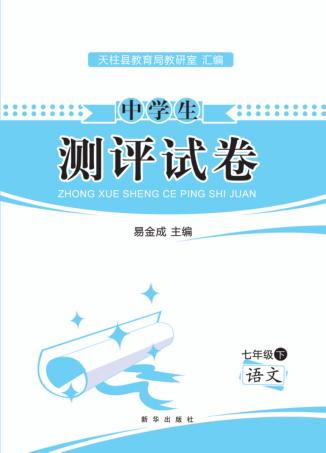 天柱县教育局教研室 汇编
中学生
测评试卷
ZHONG XUE SHENG CE PING SHI JUAN
易金成 主编
七年级 下
语文
新华出版社